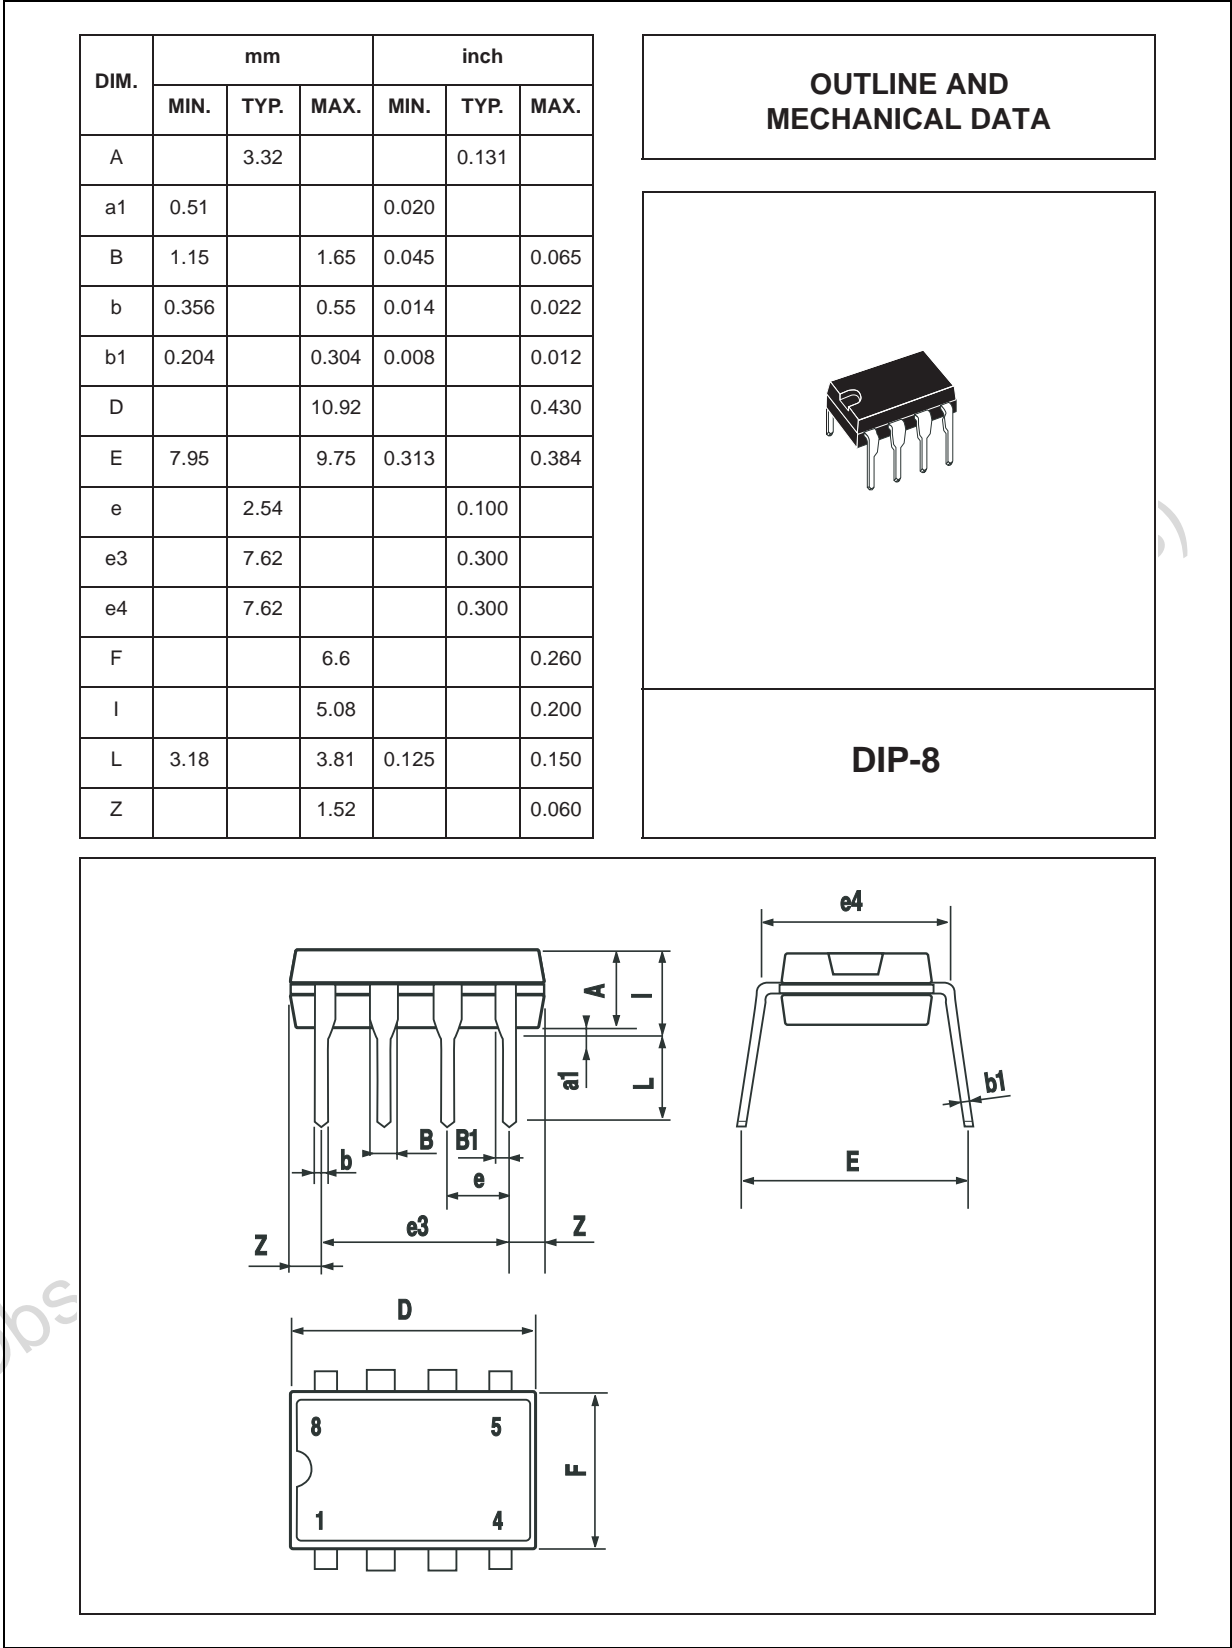 DIM. mm inch
MIN. TYP. MAX. MIN. TYP. MAX.
A 3.32 0.131
a1 0.51 0.020
B 1.15 1.65 0.045 0.065
b 0.356 0.55 0.014 0.022
b1 0.204 0.304 0.008 0.012
D 10.92 0.430
E 7.95 9.75 0.313 0.384
e 2.54 0.100
e3 7.62 0.300
e4 7.62 0.300
F 6.6 0.260
I 5.08 0.200
L 3.18 3.81 0.125 0.150
Z 1.52 0.060
OUTLINE AND
MECHANICAL DATA
DIP-8
e4
A I
a1 L
b1
b B B1
e
E
e3
Z Z
D
8 5
F
1 4